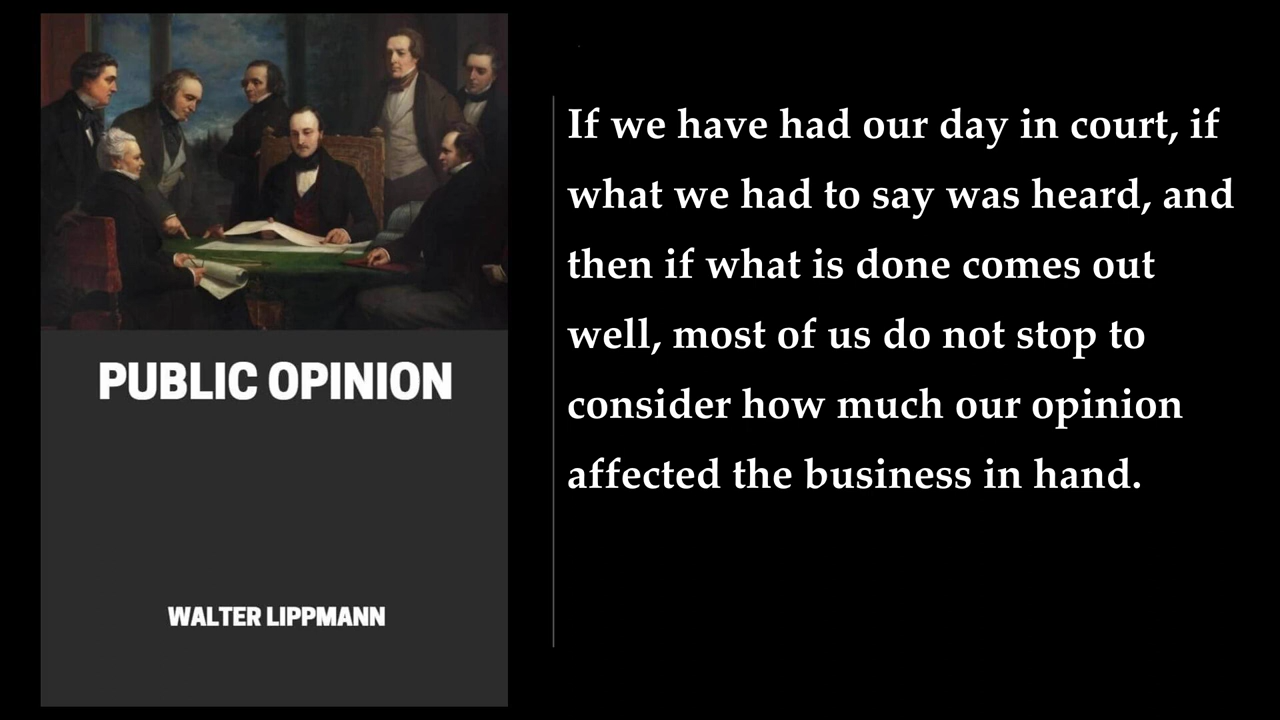 PUBLIC OPINION
WALTER LIPPMANN
If we have had our day in court, if
what we had to say was heard, and
then if what is done comes out
well, most of us do not stop to
consider how much our opinion
affected the business in hand.